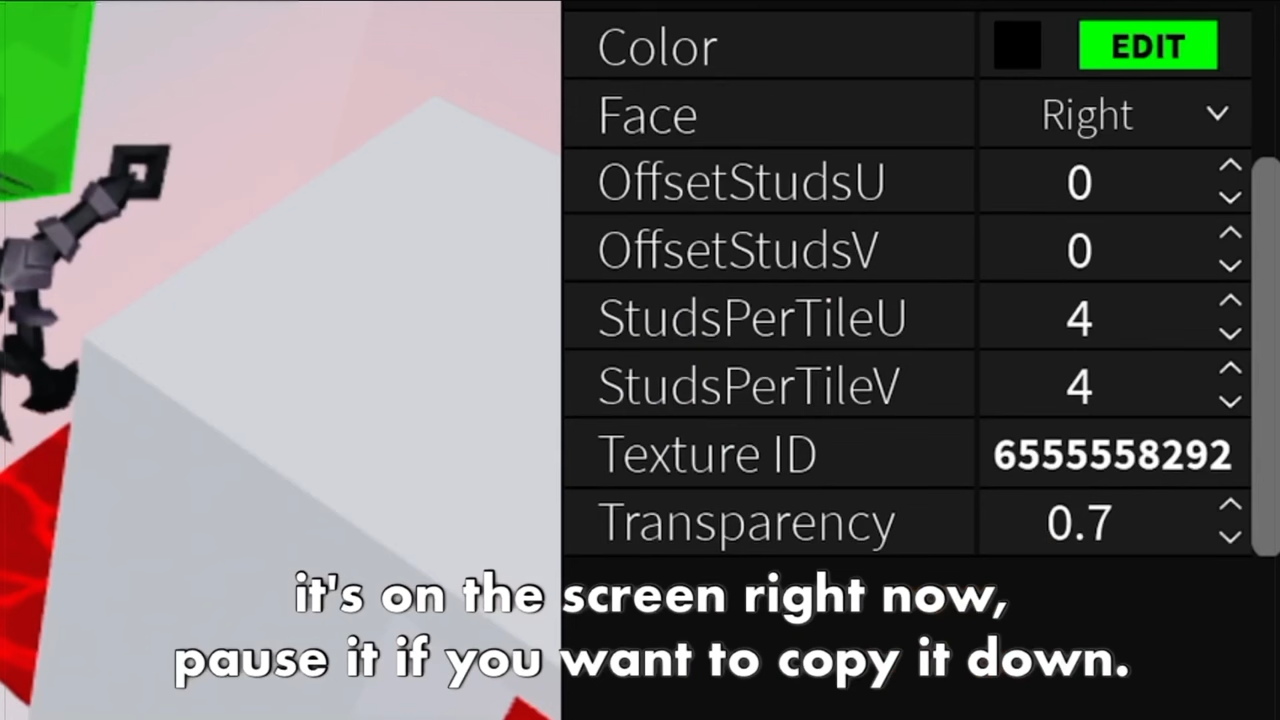 Color EDIT
Face Right
OffsetStudsU 0
OffsetStudsV 0
StudsPerTileU 4
StudsPerTileV 4
Texture ID 6555558292
Transparency 0.7
it's on the screen right now,
pause it if you want to copy it down.